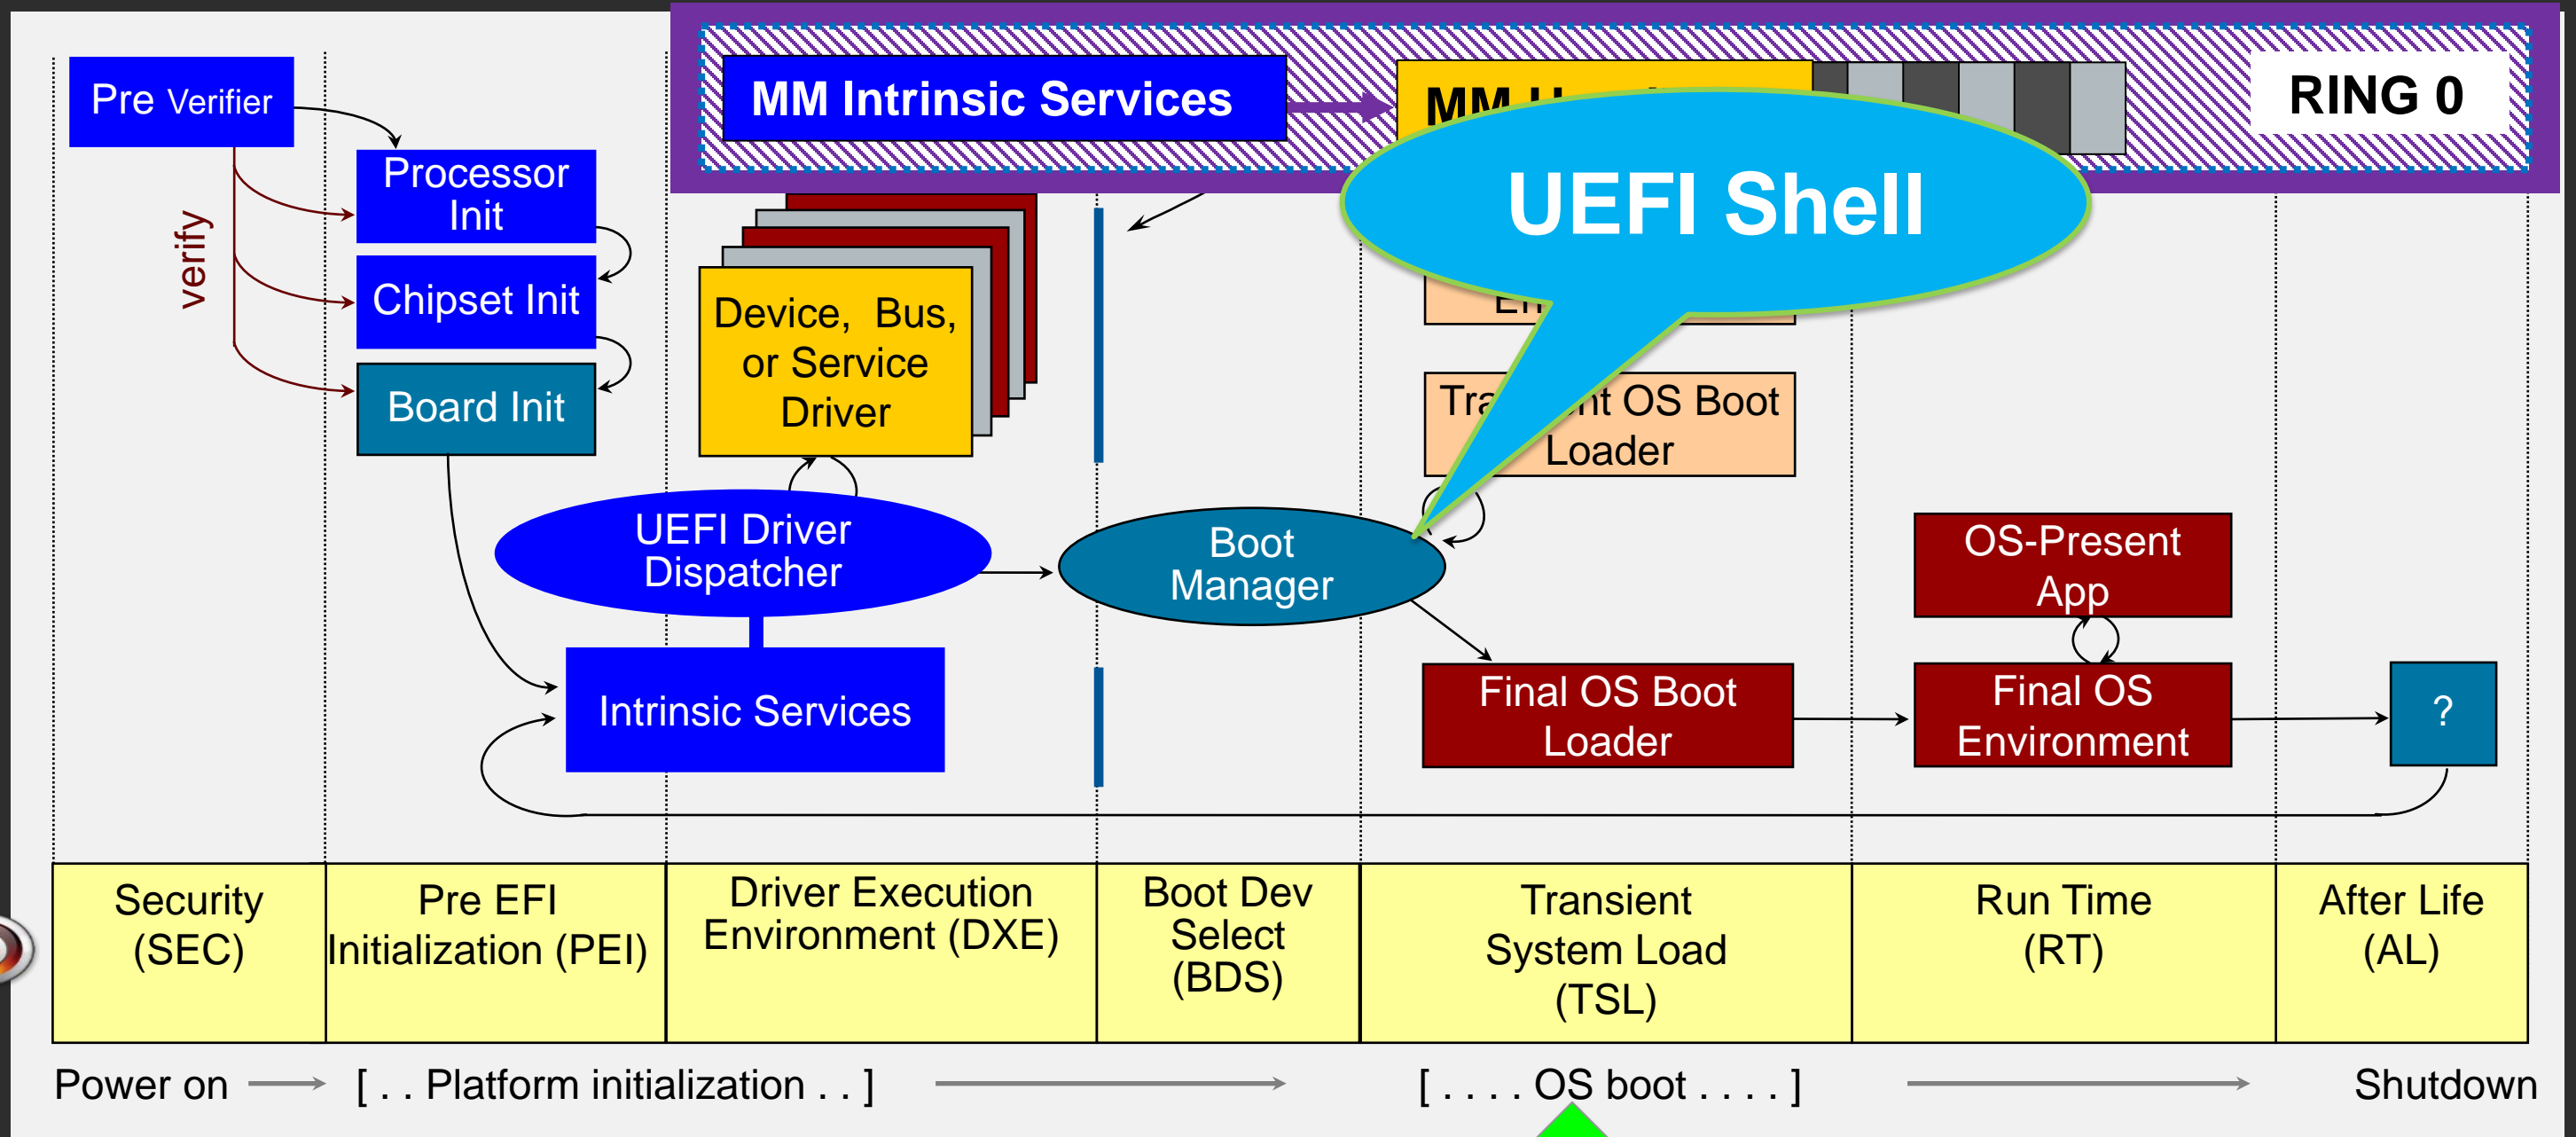 Pre Verifier
MM Intrinsic Services
MM
RING 0
UEFI Shell
Processor
Init
verify
Chipset Init
Board Init
Device, Bus,
or Service
Driver
OS Boot
Loader
UEFI Driver
Dispatcher
Boot
Manager
OS-Present
App
Intrinsic Services
Final OS Boot
Loader
Final OS
Environment
?
Security
(SEC)
Pre EFI
Initialization (PEI)
Driver Execution
Environment (DXE)
Boot Dev
Select
(BDS)
Transient
System Load
(TSL)
Run Time
(RT)
After Life
(AL)
Power on
[ . . Platform initialization . . ]
[ . . . . OS boot . . . . ]
Shutdown